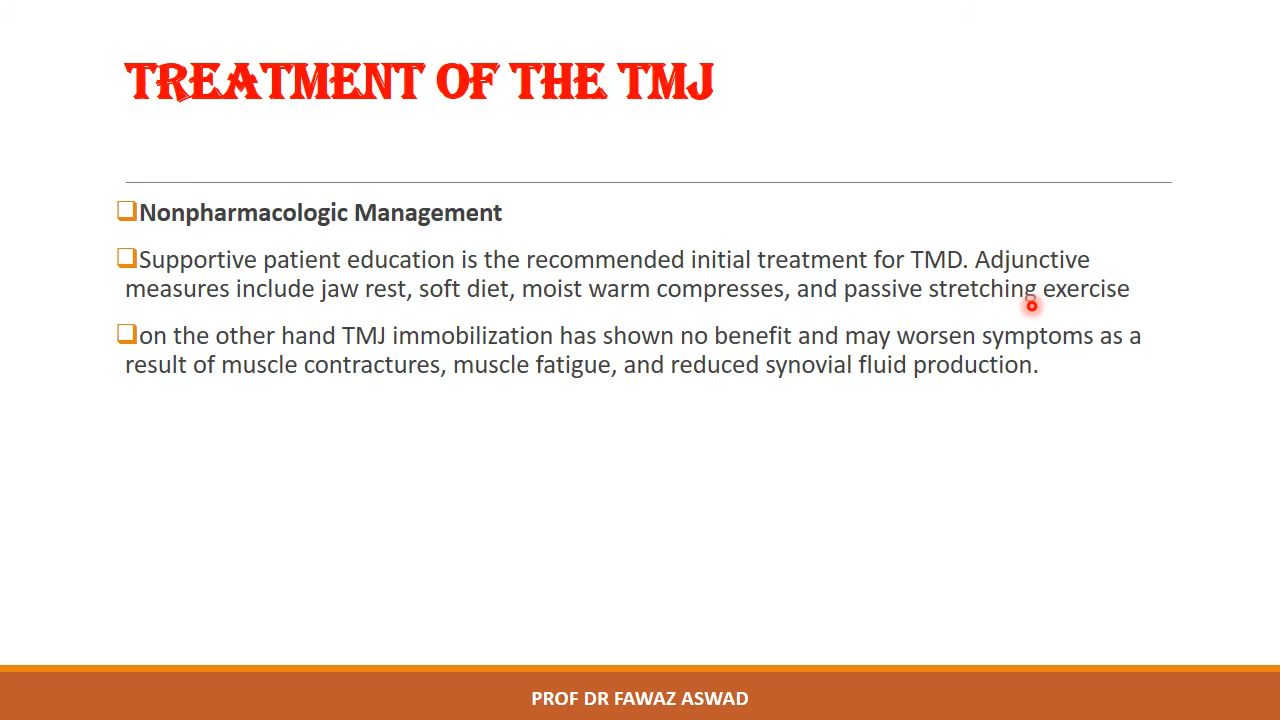 TREATMENT OF THE TMJ
❑Nonpharmacologic Management
❑Supportive patient education is the recommended initial treatment for TMD. Adjunctive
measures include jaw rest, soft diet, moist warm compresses, and passive stretching exercise
❑on the other hand TMJ immobilization has shown no benefit and may worsen symptoms as a
result of muscle contractures, muscle fatigue, and reduced synovial fluid production.
PROF DR FAWAZ ASWAD